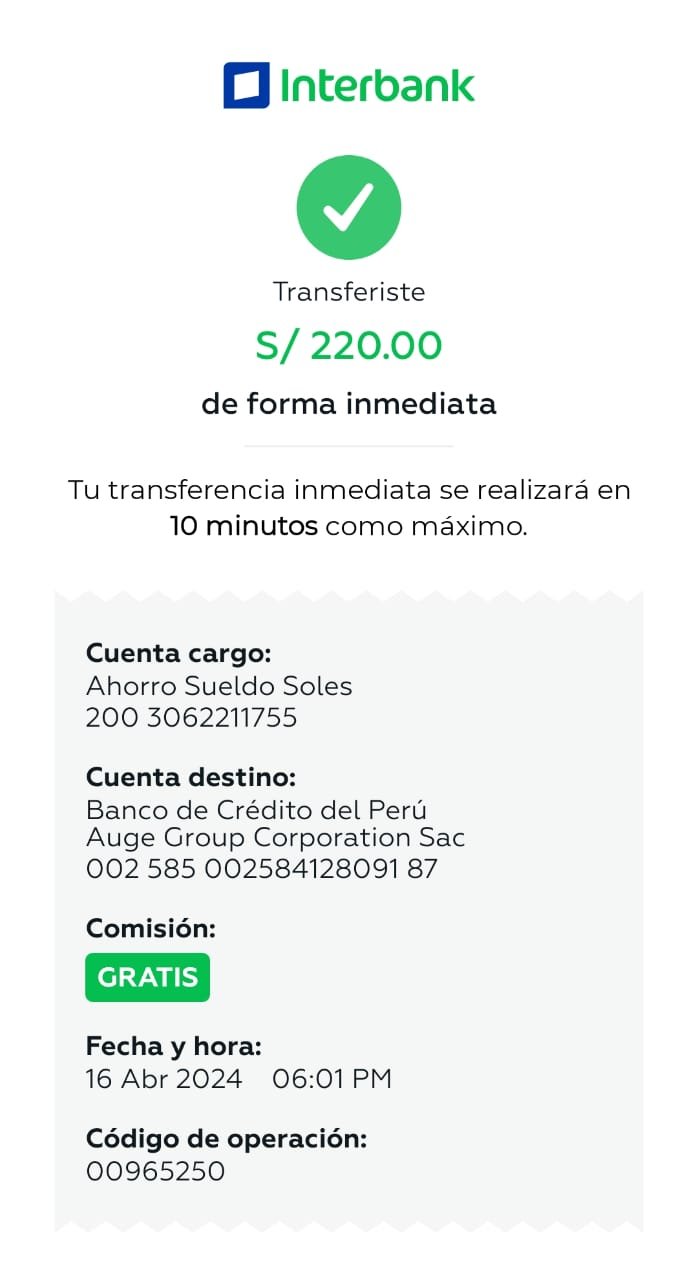 Interbank
Transferiste
S/ 220.00
de forma inmediata
Tu transferencia inmediata se realizará en
10 minutos como máximo.
Cuenta cargo:
Ahorro Sueldo Soles
200 3062211755
Cuenta destino:
Banco de Crédito del Perú
Auge Group Corporation Sac
002 585 002584128091 87
Comisión:
GRATIS
Fecha y hora:
16 Abr 2024 06:01 PM
Código de operación:
00965250